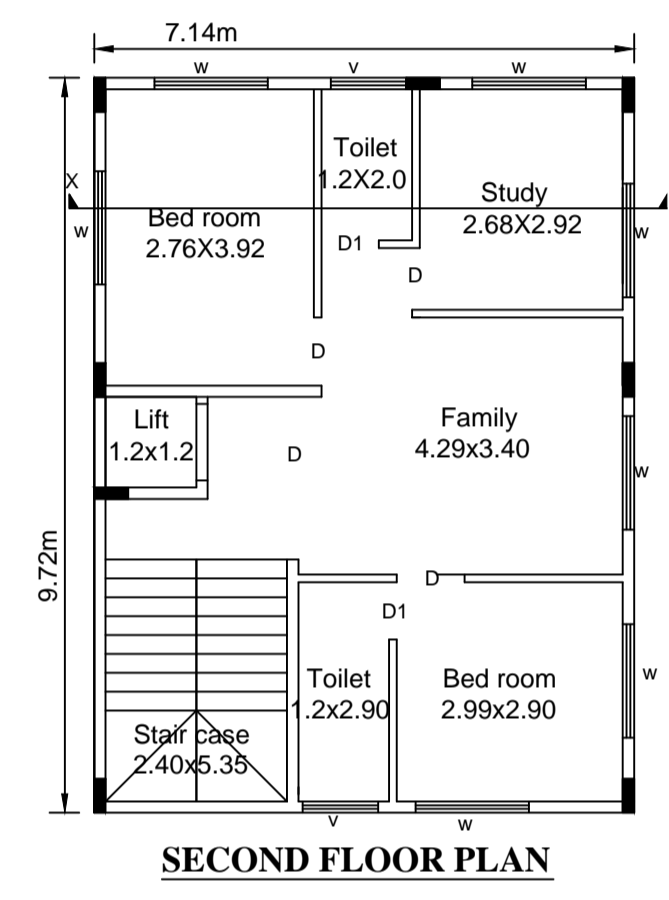 7.14m
w
v
w
Toilet
1.2X2.0
X
Study
2.68X2.92
Bed room
2.76X3.92
w
w
D1
D
D
Lift
1.2x1.2
Family
4.29x3.40
D
w
9.72m
D
D1
Toilet
1.2x2.90
Bed room
2.99x2.90
w
Stair case
2.40x5.35
v
w
SECOND FLOOR PLAN